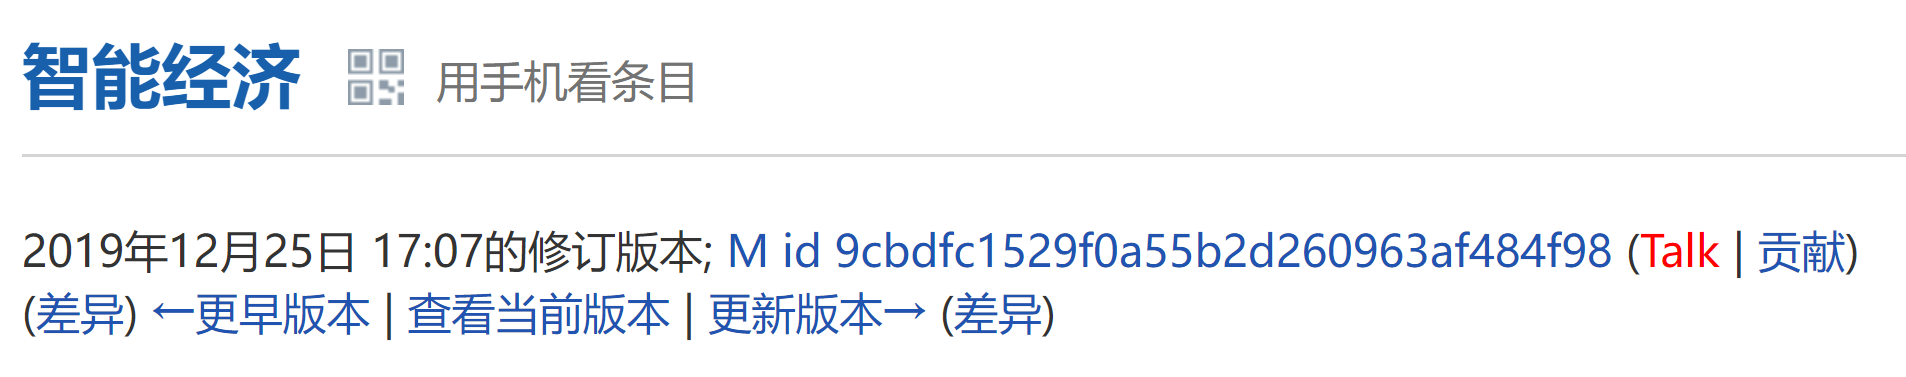 智能经济 用手机看条目
2019年12月25日 17:07的修订版本; M id 9cbdfc1529f0a55b2d260963af484f98 (Talk | 贡献)
(差异) ←更早版本 | 查看当前版本 | 更新版本→ (差异)